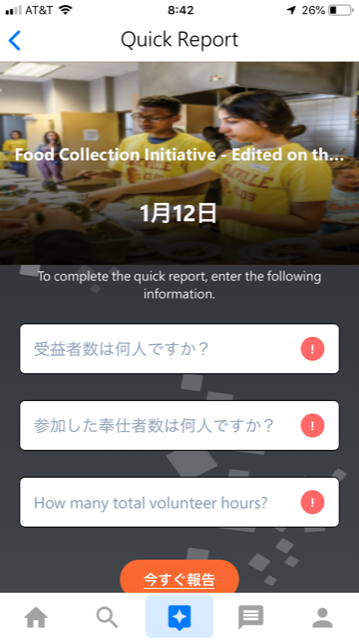 AT&T 8:42 26%
Quick Report
Food Collection Initiative - Edited on th...
1月12日
To complete the quick report, enter the following
information.
受益者数は何人ですか？
!
参加した奉仕者数は何人ですか？
!
How many total volunteer hours?
!
今すぐ報告